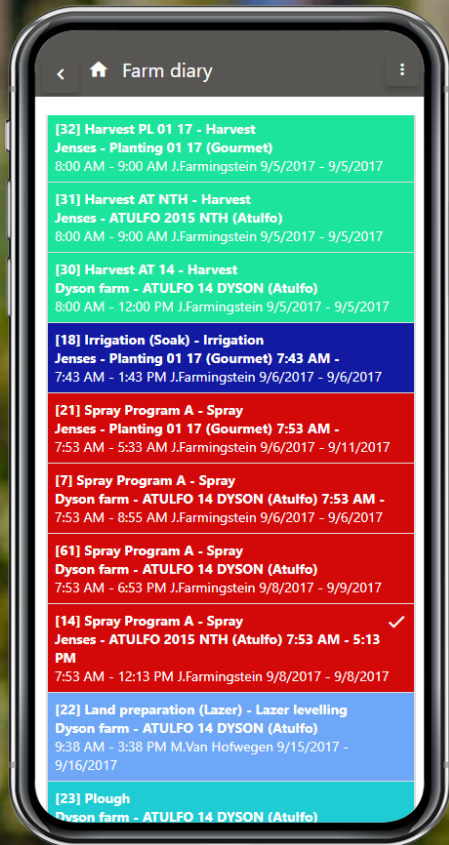 Farm diary
[32] Harvest PL 01 17 - Harvest
Jenses - Planting 01 17 (Gourmet)
8:00 AM - 9:00 AM J.Farmingstein 9/5/2017 - 9/5/2017
[31] Harvest AT NTH - Harvest
Jenses - ATULFO 2015 NTH (Atulfo)
8:00 AM - 9:00 AM J.Farmingstein 9/5/2017 - 9/5/2017
[30] Harvest AT 14 - Harvest
Dyson farm - ATULFO 14 DYSON (Atulfo)
8:00 AM - 12:00 PM J.Farmingstein 9/5/2017 - 9/5/2017
[18] Irrigation (Soak) - Irrigation
Jenses - Planting 01 17 (Gourmet) 7:43 AM -
7:43 AM - 1:43 PM J.Farmingstein 9/6/2017 - 9/6/2017
[21] Spray Program A - Spray
Jenses - Planting 01 17 (Gourmet) 7:53 AM -
7:53 AM - 5:33 AM J.Farmingstein 9/6/2017 - 9/11/2017
[7] Spray Program A - Spray
Dyson farm - ATULFO 14 DYSON (Atulfo) 7:53 AM -
7:53 AM - 8:55 AM J.Farmingstein 9/6/2017 - 9/6/2017
[61] Spray Program A - Spray
Dyson farm - ATULFO 14 DYSON (Atulfo)
7:53 AM - 6:53 PM J.Farmingstein 9/8/2017 - 9/9/2017
[14] Spray Program A - Spray
Jenses - ATULFO 2015 NTH (Atulfo) 7:53 AM - 5:13
PM
7:53 AM - 12:13 PM J.Farmingstein 9/8/2017 - 9/8/2017
[22] Land preparation (Lazer) - Lazer levelling
Dyson farm - ATULFO 14 DYSON (Atulfo)
9:38 AM - 3:38 PM M.Van Hofwegen 9/15/2017 -
9/16/2017
[23] Plough
Dyson farm - ATULFO 14 DYSON (Atulfo)